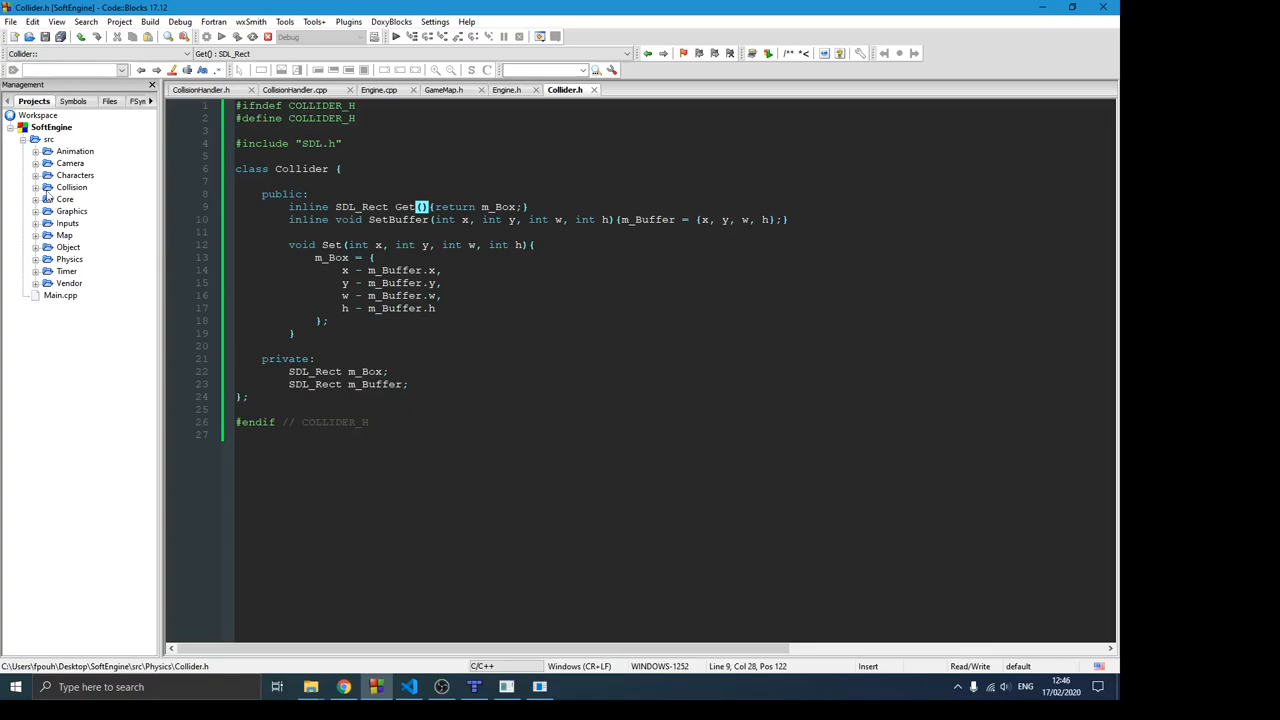 Collider.h [SoftEngine] - Code::Blocks 17.12
File Edit View Search Project Build Debug Fortran wxSmith Tools Tools+ Plugins DoxyBlocks Settings Help
Debug
Collider:: Get() : SDL_Rect
/** *<
S C
Management
Projects Symbols Files FSyn
CollisionHandler.h CollisionHandler.cpp Engine.cpp GameMap.h Engine.h Collider.h
Workspace
SoftEngine
src
Animation
Camera
Characters
Collision
Core
Graphics
Inputs
Map
Object
Physics
Timer
Vendor
Main.cpp
1 #ifndef COLLIDER_H
2 #define COLLIDER_H
3
4 #include "SDL.h"
5
6 class Collider {
7
8 public:
9 inline SDL_Rect Get(){return m_Box;}
10 inline void SetBuffer(int x, int y, int w, int h){m_Buffer = {x, y, w, h};}
11
12 void Set(int x, int y, int w, int h){
13 m_Box = {
14 x - m_Buffer.x,
15 y - m_Buffer.y,
16 w - m_Buffer.w,
17 h - m_Buffer.h
18 };
19 }
20
21 private:
22 SDL_Rect m_Box;
23 SDL_Rect m_Buffer;
24 };
25
26 #endif // COLLIDER_H
27
C:\Users\fpouh\Desktop\SoftEngine\src\Physics\Collider.h C/C++ Windows (CR+LF) WINDOWS-1252 Line 9, Col 28, Pos 122 Insert Read/Write default
Type here to search
ENG 12:46
17/02/2020